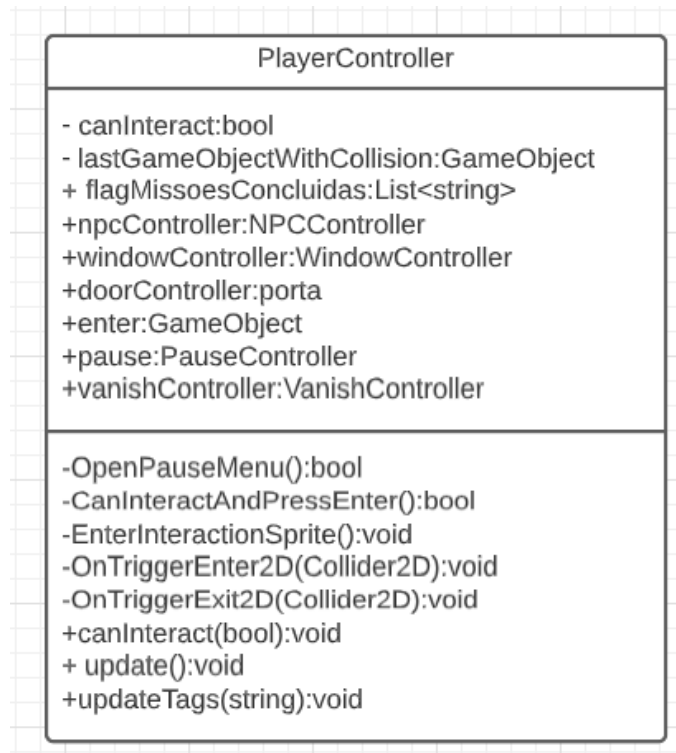 PlayerController
- canInteract:bool
- lastGameObjectWithCollision:GameObject
+ flagMissoesConcluidas:List<string>
+npcController:NPCController
+windowController:WindowController
+doorController:porta
+enter:GameObject
+pause:PauseController
+vanishController:VanishController
-OpenPauseMenu():bool
-CanInteractAndPressEnter():bool
-EnterInteractionSprite():void
-OnTriggerEnter2D(Collider2D):void
-OnTriggerExit2D(Collider2D):void
+canInteract(bool):void
+ update():void
+updateTags(string):void